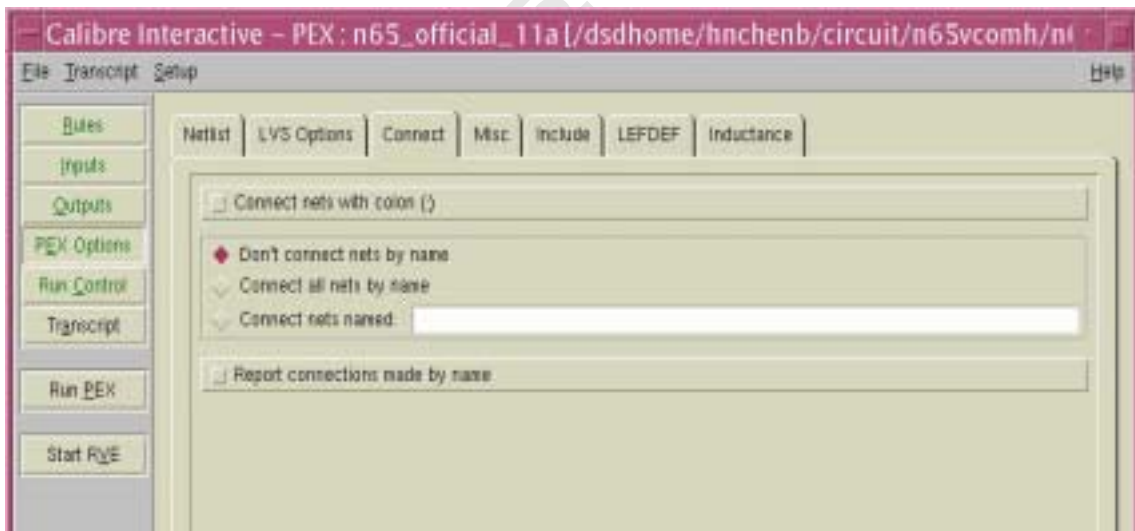 Calibre Interactive - PEX : n65_official_11a [/dsdhome/hnchenb/circuit/n65vcomh/n
File Transcript Setup Help
Rules
Inputs
Outputs
PEX Options
Run Control
Transcript
Run PEX
Start RVE
Netlist LVS Options Connect Misc Include LEFDEF Inductance
Connect nets with colon (:)
Don't connect nets by name
Connect all nets by name
Connect nets named:
Report connections made by name